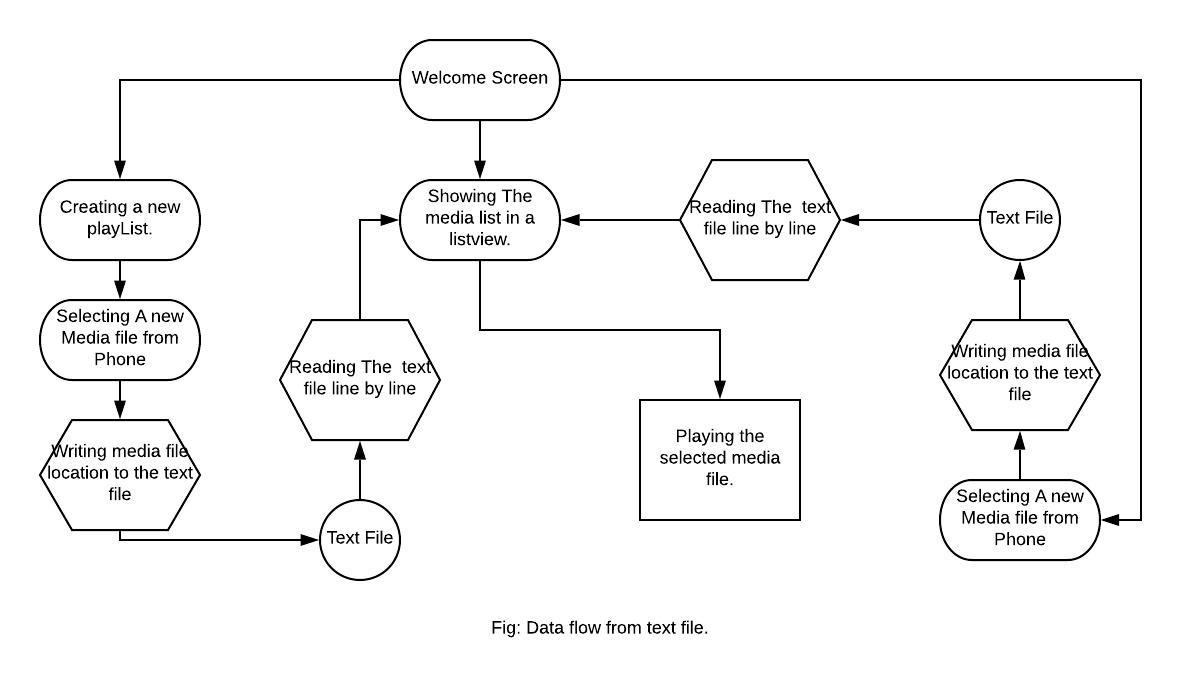 Welcome Screen
Creating a new
playList.
Showing The
media list in a
listview.
Reading The  text
file line by line
Text File
Selecting A new
Media file from
Phone
Reading The  text
file line by line
Writing media file
location to the text
file
Writing media file
location to the text
file
Playing the
selected media
file.
Text File
Selecting A new
Media file from
Phone
Fig: Data flow from text file.